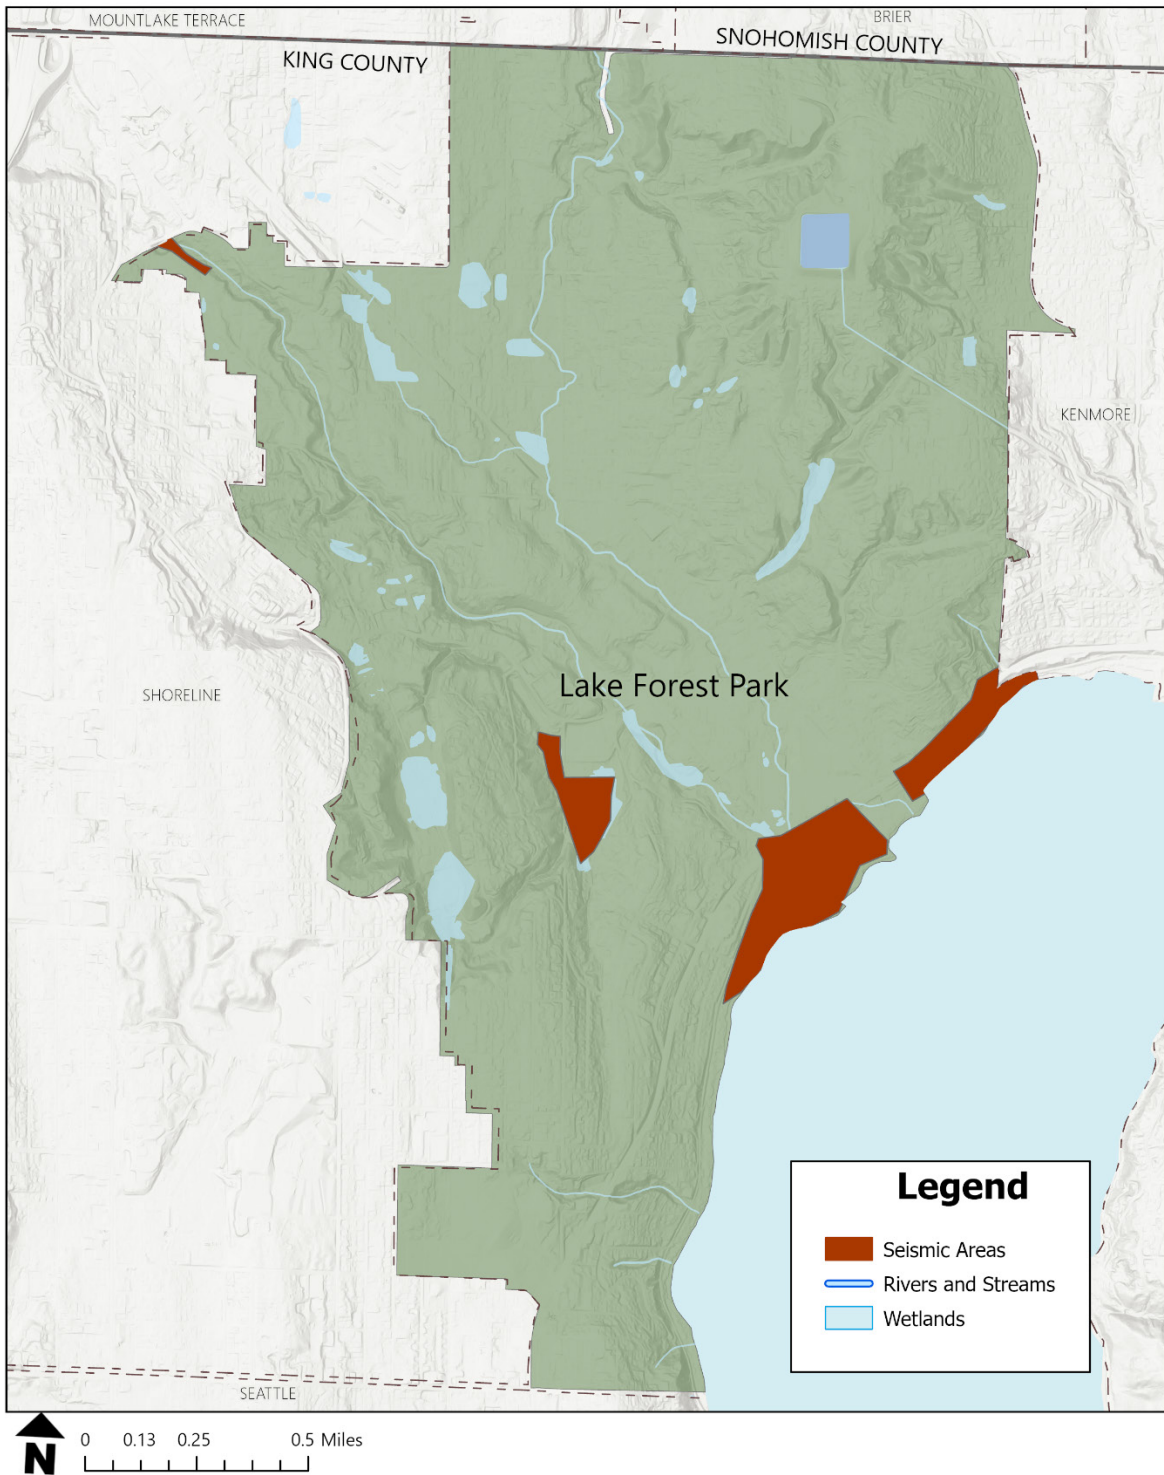 MOUNTLAKE TERRACE
BRIER
SNOHOMISH COUNTY
KING COUNTY
KENMORE
Lake Forest Park
SHORELINE
Legend
Seismic Areas
Rivers and Streams
Wetlands
SEATTLE
N
0 0.13 0.25 0.5 Miles